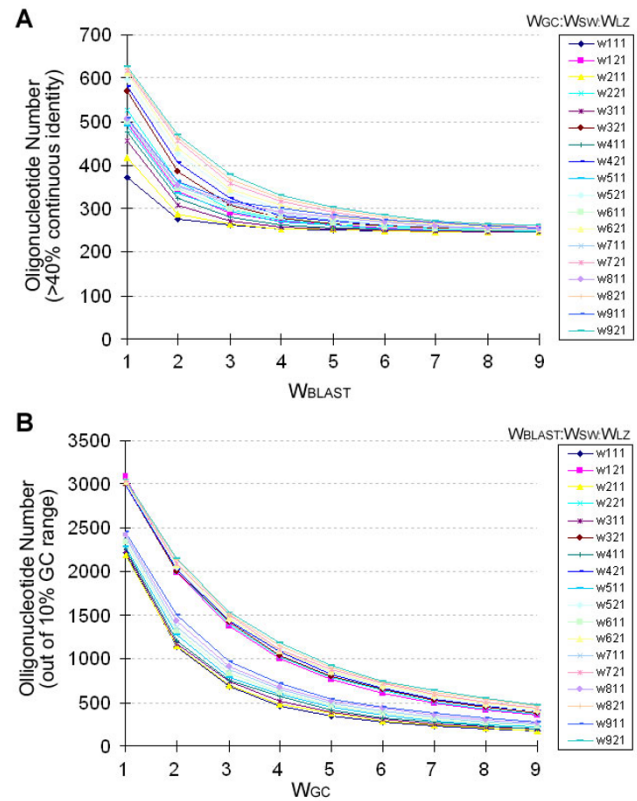 A
WGC:WSW:WLZ
Oligonucleotide Number
(>40% continuous identity)
700
600
500
400
300
200
100
0
1 2 3 4 5 6 7 8 9
WBLAST
w111
w121
w211
w221
w311
w321
w411
w421
w511
w521
w611
w621
w711
w721
w811
w821
w911
w921
B
WBLAST:WSW:WLZ
Olligonucleotide Number
(out of 10% GC range)
3500
3000
2500
2000
1500
1000
500
0
1 2 3 4 5 6 7 8 9
WGC
w111
w121
w211
w221
w311
w321
w411
w421
w511
w521
w611
w621
w711
w721
w811
w821
w911
w921